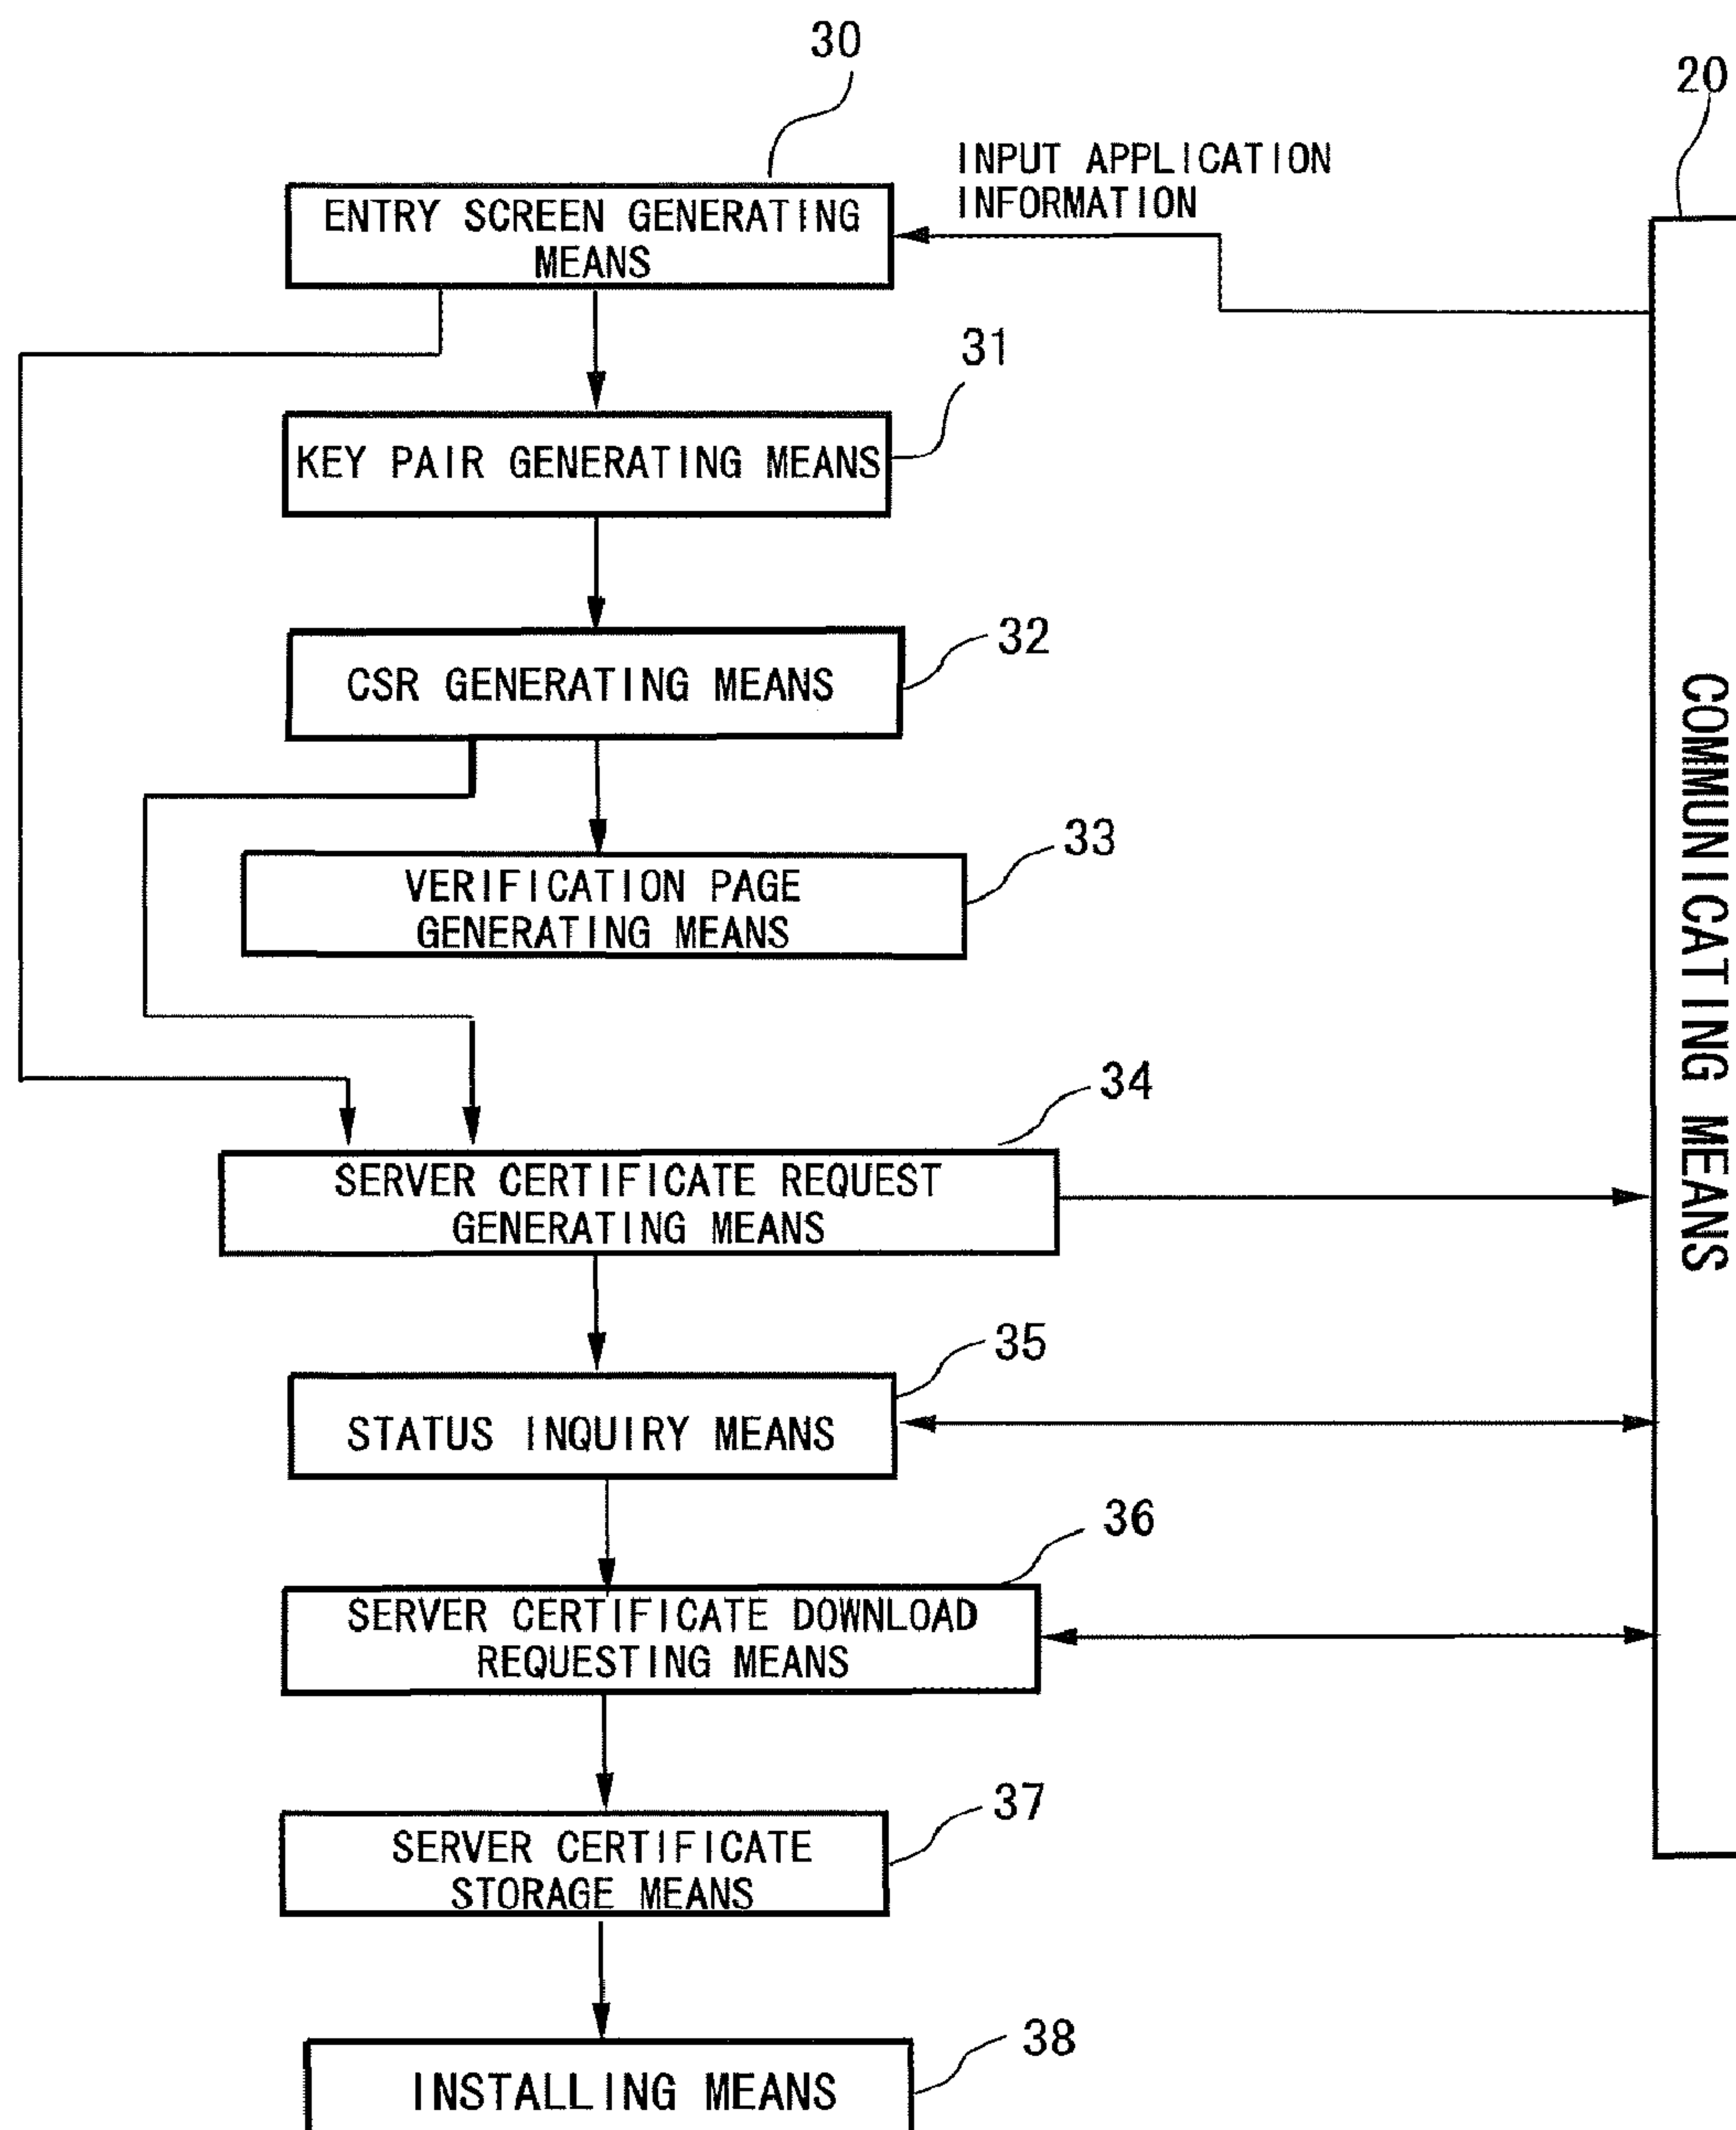 30
20
INPUT APPLICATION
INFORMATION
ENTRY SCREEN GENERATING
MEANS
31
KEY PAIR GENERATING MEANS
32
CSR GENERATING MEANS
COMMUNICATING MEANS
33
VERIFICATION PAGE
GENERATING MEANS
34
SERVER CERTIFICATE REQUEST
GENERATING MEANS
35
STATUS INQUIRY MEANS
36
SERVER CERTIFICATE DOWNLOAD
REQUESTING MEANS
37
SERVER CERTIFICATE
STORAGE MEANS
38
INSTALLING MEANS